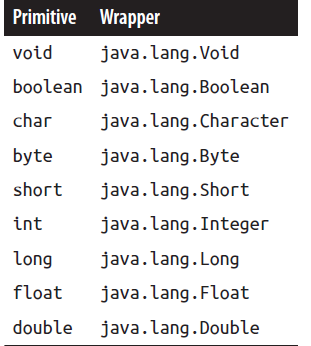 Primitive Wrapper
void java.lang.Void
boolean java.lang.Boolean
char java.lang.Character
byte java.lang.Byte
short java.lang.Short
int java.lang.Integer
long java.lang.Long
float java.lang.Float
double java.lang.Double